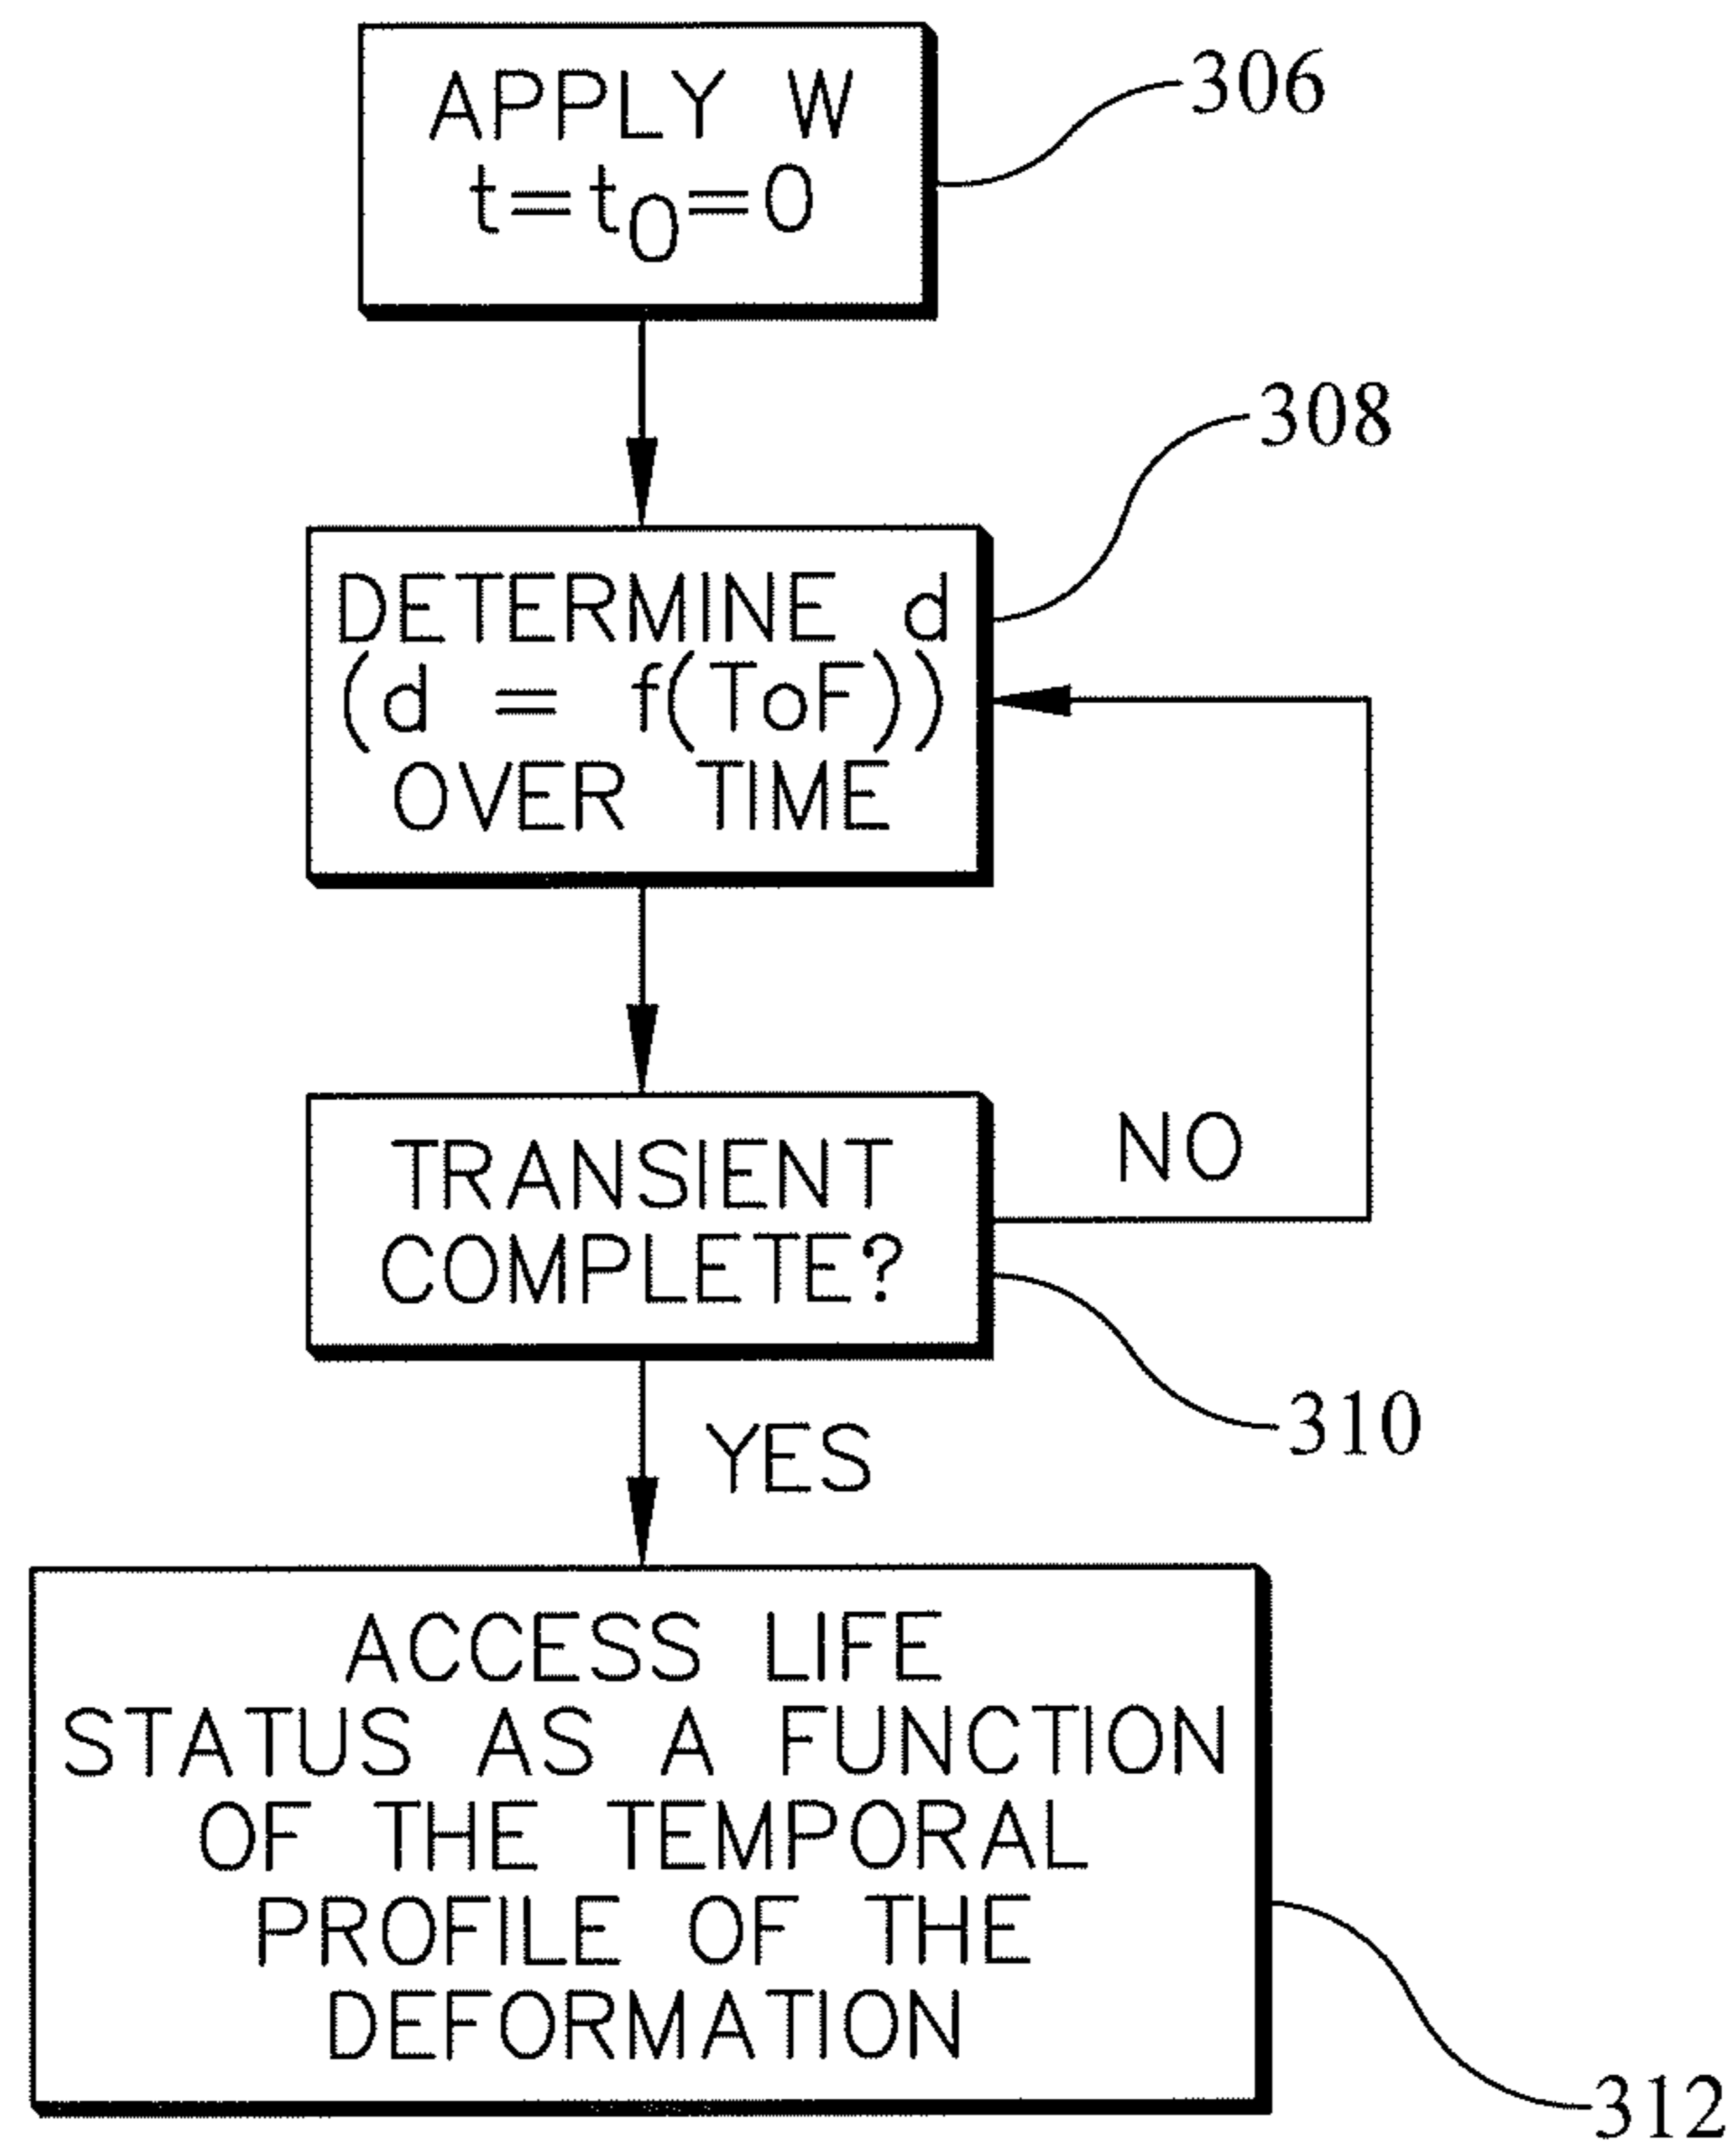 APPLY W
t=t0=0
306
308
DETERMINE d
(d = f(ToF))
OVER TIME
TRANSIENT
COMPLETE?
NO
310
YES
ACCESS LIFE
STATUS AS A FUNCTION
OF THE TEMPORAL
PROFILE OF THE
DEFORMATION
312